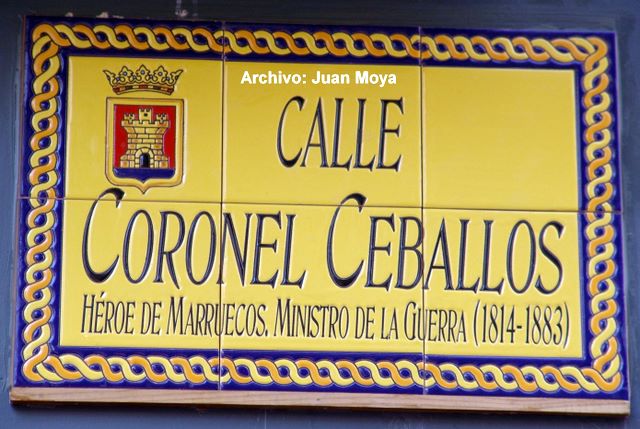 Archivo: Juan Moya
CALLE
CORONEL CEBALLOS
HÉROE DE MARRUECOS. MINISTRO DE LA GUERRA (1814-1883)